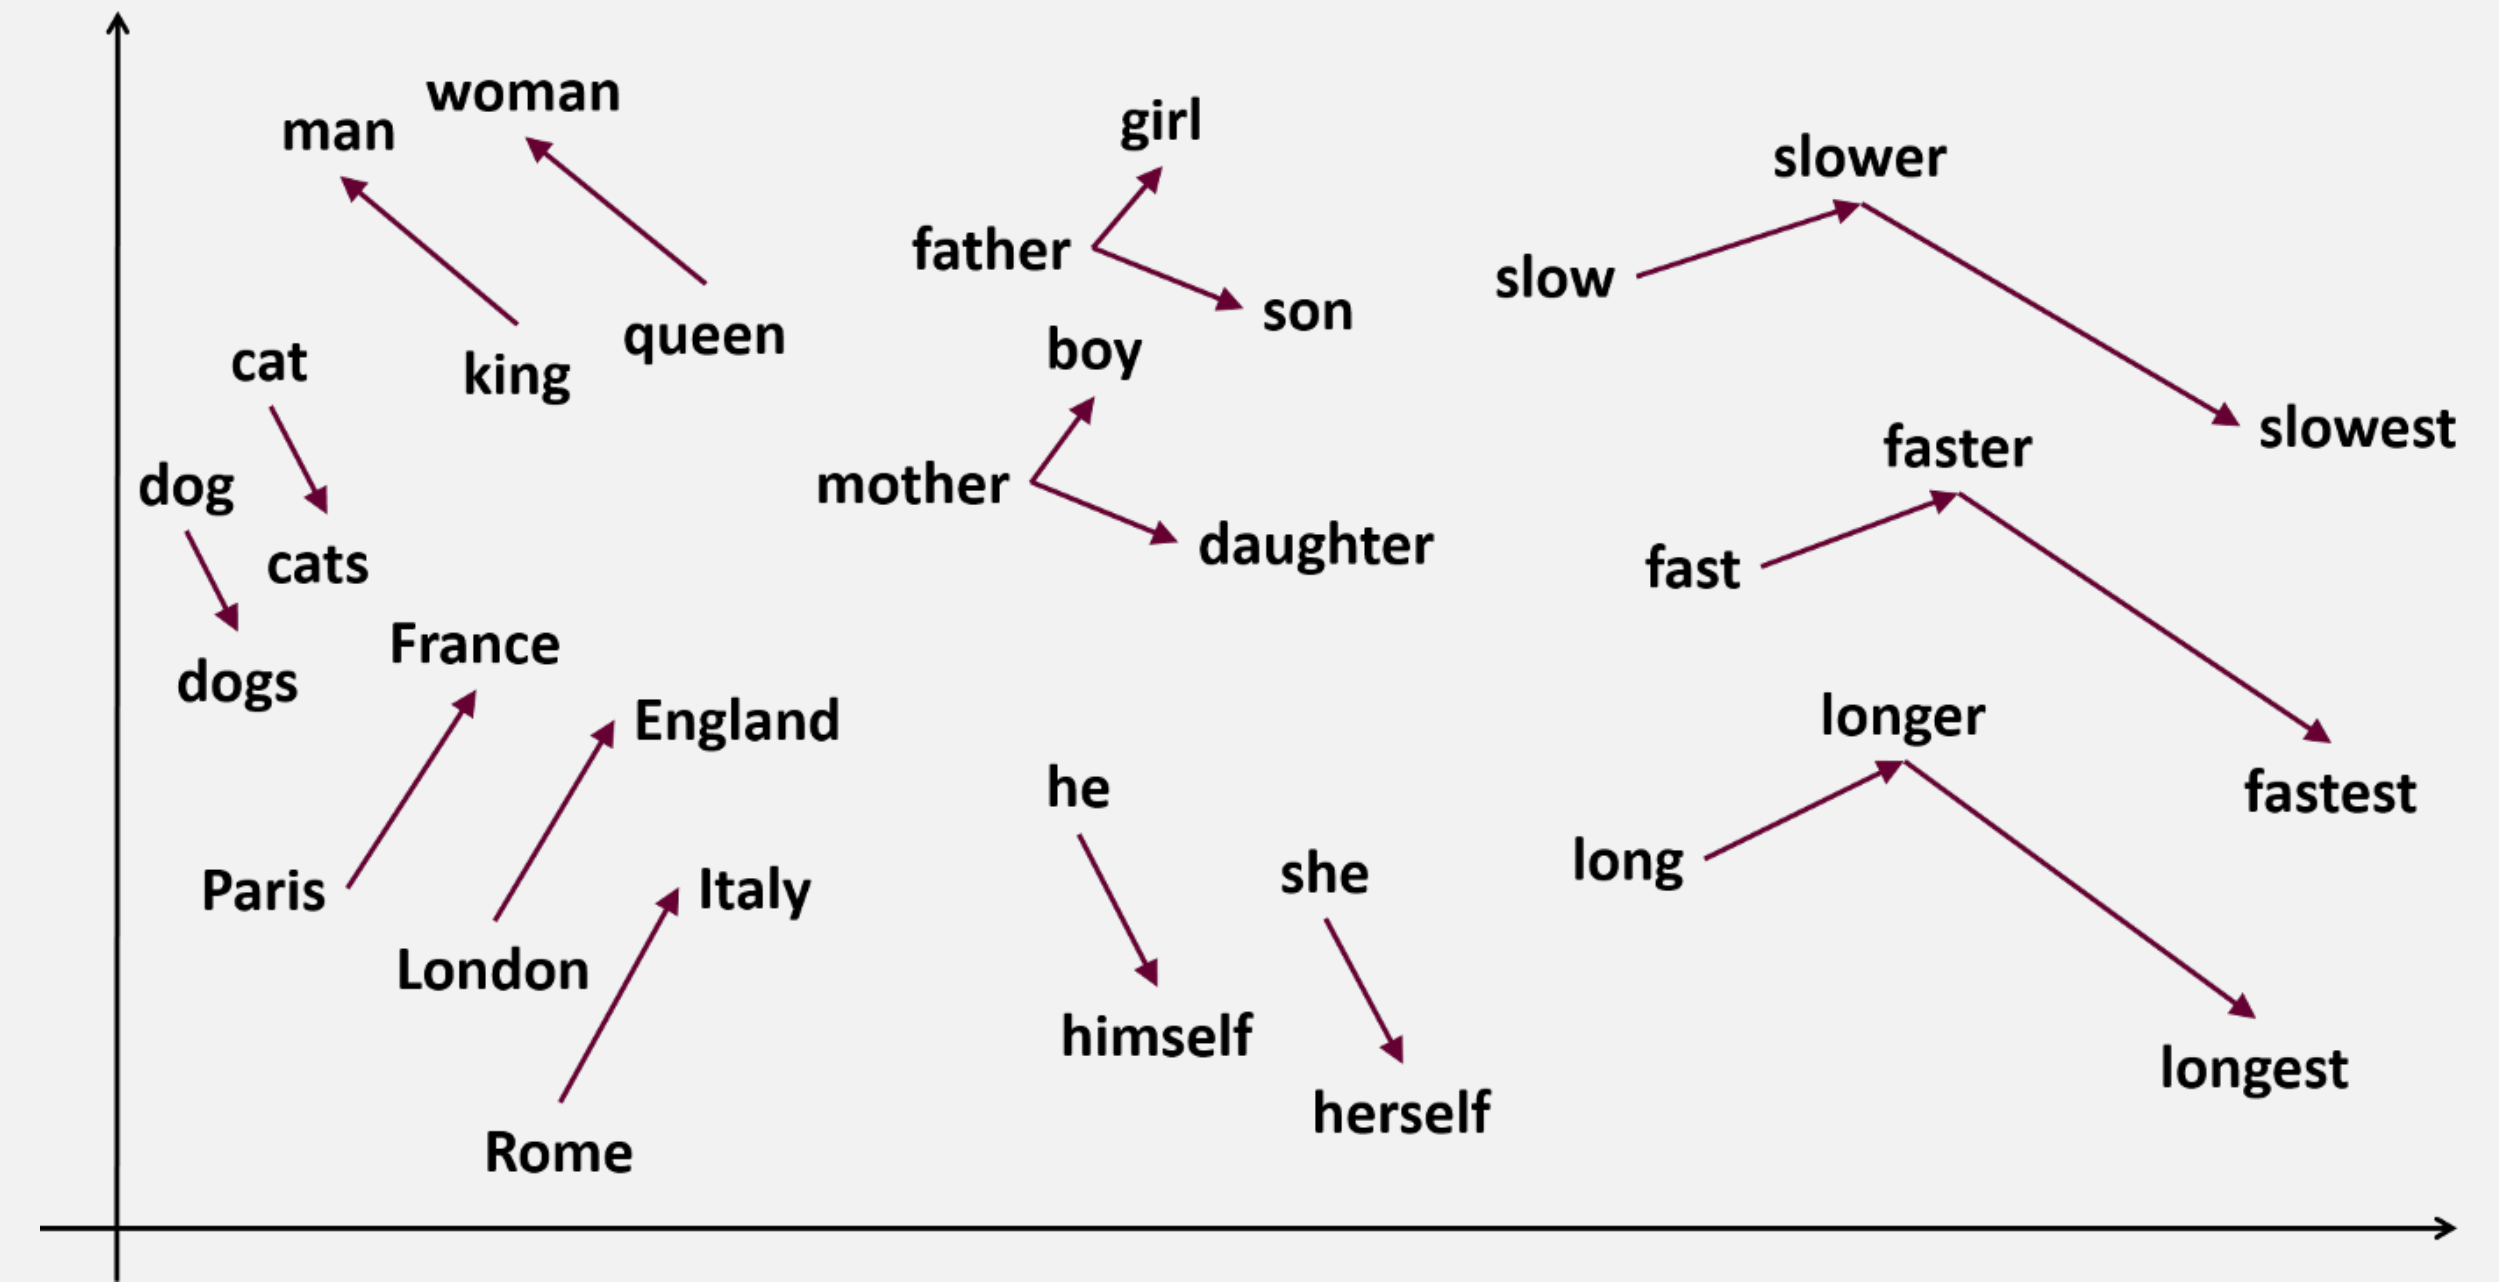 woman
man
girl
slower
father
slow
son
queen
boy
cat
king
slowest
faster
dog
mother
daughter
cats
fast
France
dogs
longer
England
he
fastest
long
she
Paris
Italy
London
himself
longest
herself
Rome